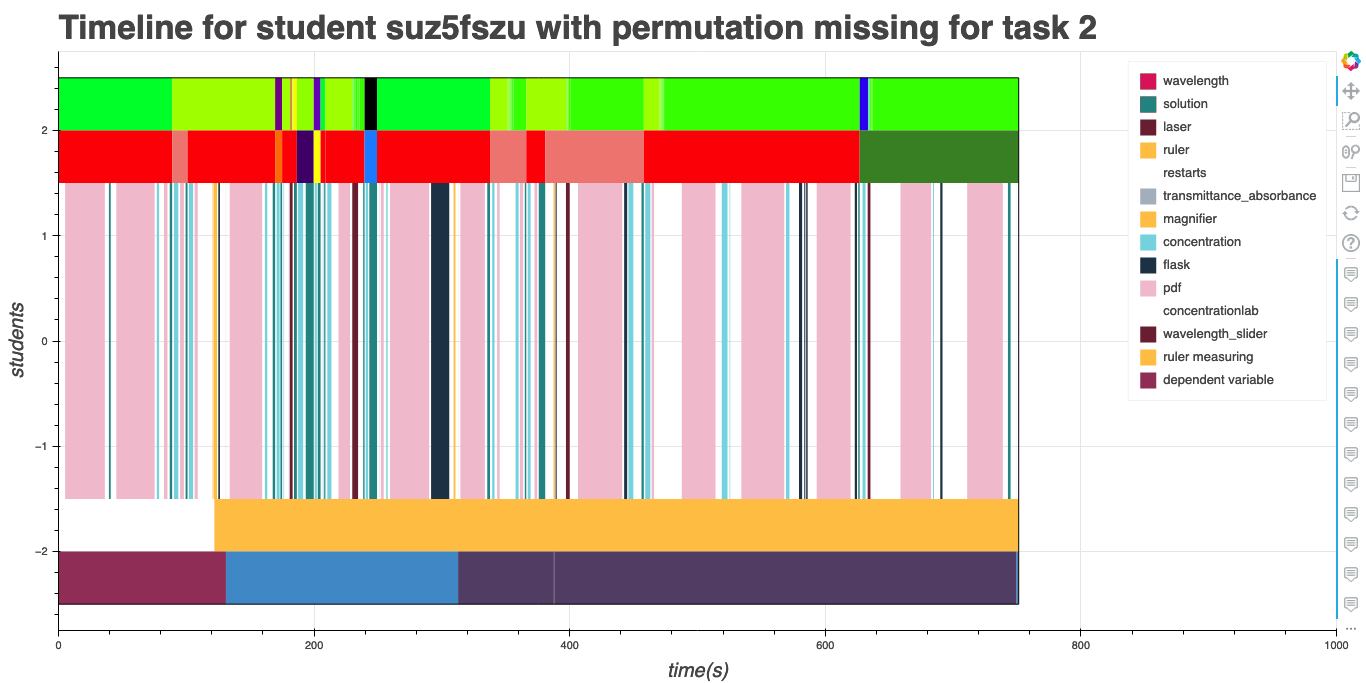 Timeline for student suz5fszu with permutation missing for task 2
wavelength
solution
laser
ruler
restarts
transmittance_absorbance
magnifier
concentration
flask
pdf
concentrationlab
wavelength_slider
ruler measuring
dependent variable
students
2
1
0
−1
−2
0 200 400 600 800 1000
time(s)